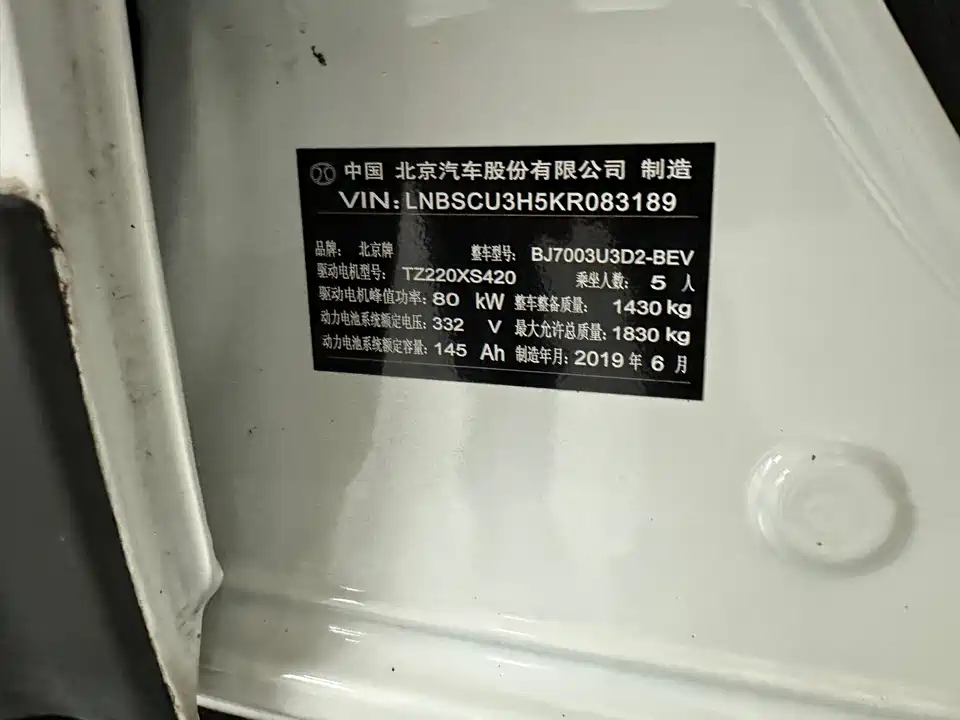 中国 北京汽车股份有限公司 制造
VIN: LNBSCU3H5KR083189
品牌: 北京牌 整车型号: BJ7003U3D2-BEV
驱动电机型号: TZ220XS420 乘坐人数: 5 人
驱动电机峰值功率: 80 kW 整车整备质量: 1430 kg
动力电池系统额定电压: 332 V 最大允许总质量: 1830 kg
动力电池系统额定容量: 145 Ah 制造年月: 2019 年 6 月